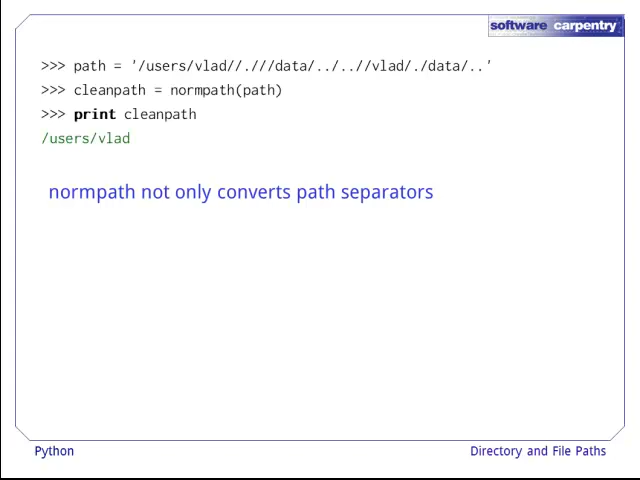 software carpentry
>>> path = '/users/vlad//.///data/../..//vlad/./data/..'
>>> cleanpath = normpath(path)
>>> print cleanpath
/users/vlad
normpath not only converts path separators
Python
Directory and File Paths